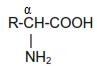 α
R-CH-COOH
NH₂